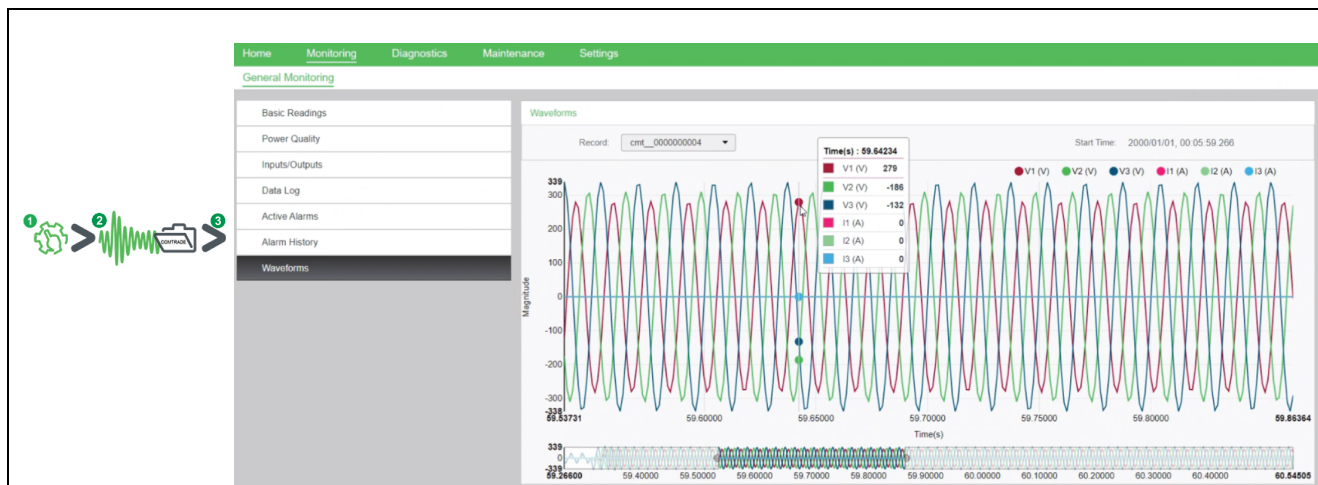 Home Monitoring Diagnostics Maintenance Settings
General Monitoring
1 2 COMTRADE 3
Basic Readings
Power Quality
Inputs/Outputs
Data Log
Active Alarms
Alarm History
Waveforms
Waveforms
Record: cmt__0000000004
Start Time: 2000/01/01, 00:05:59.266
Time(s) : 59.64234
V1 (V) 279
V2 (V) -186
V3 (V) -132
I1 (A) 0
I2 (A) 0
I3 (A) 0
V1 (V) V2 (V) V3 (V) I1 (A) I2 (A) I3 (A)
Magnitude
339
300
200
100
0
-100
-200
-300
-338
59.53731 59.60000 59.65000 59.70000 59.75000 59.80000 59.86364
Time(s)
339
0
-339
59.26600 59.40000 59.50000 59.60000 59.70000 59.80000 59.90000 60.00000 60.10000 60.20000 60.30000 60.40000 60.54505